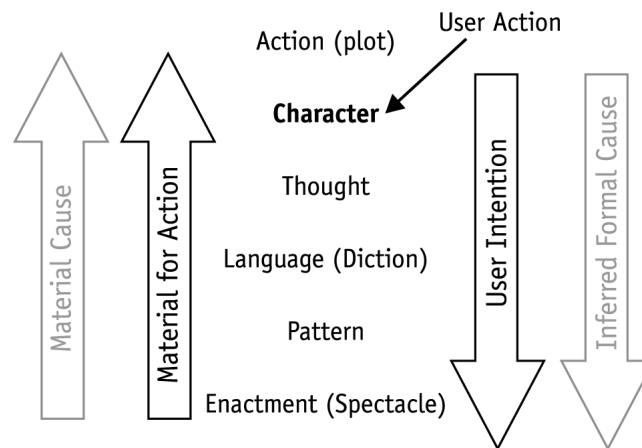 Action (plot)
User Action
Character
Thought
Language (Diction)
Pattern
Enactment (Spectacle)
Material Cause
Material for Action
User Intention
Inferred Formal Cause